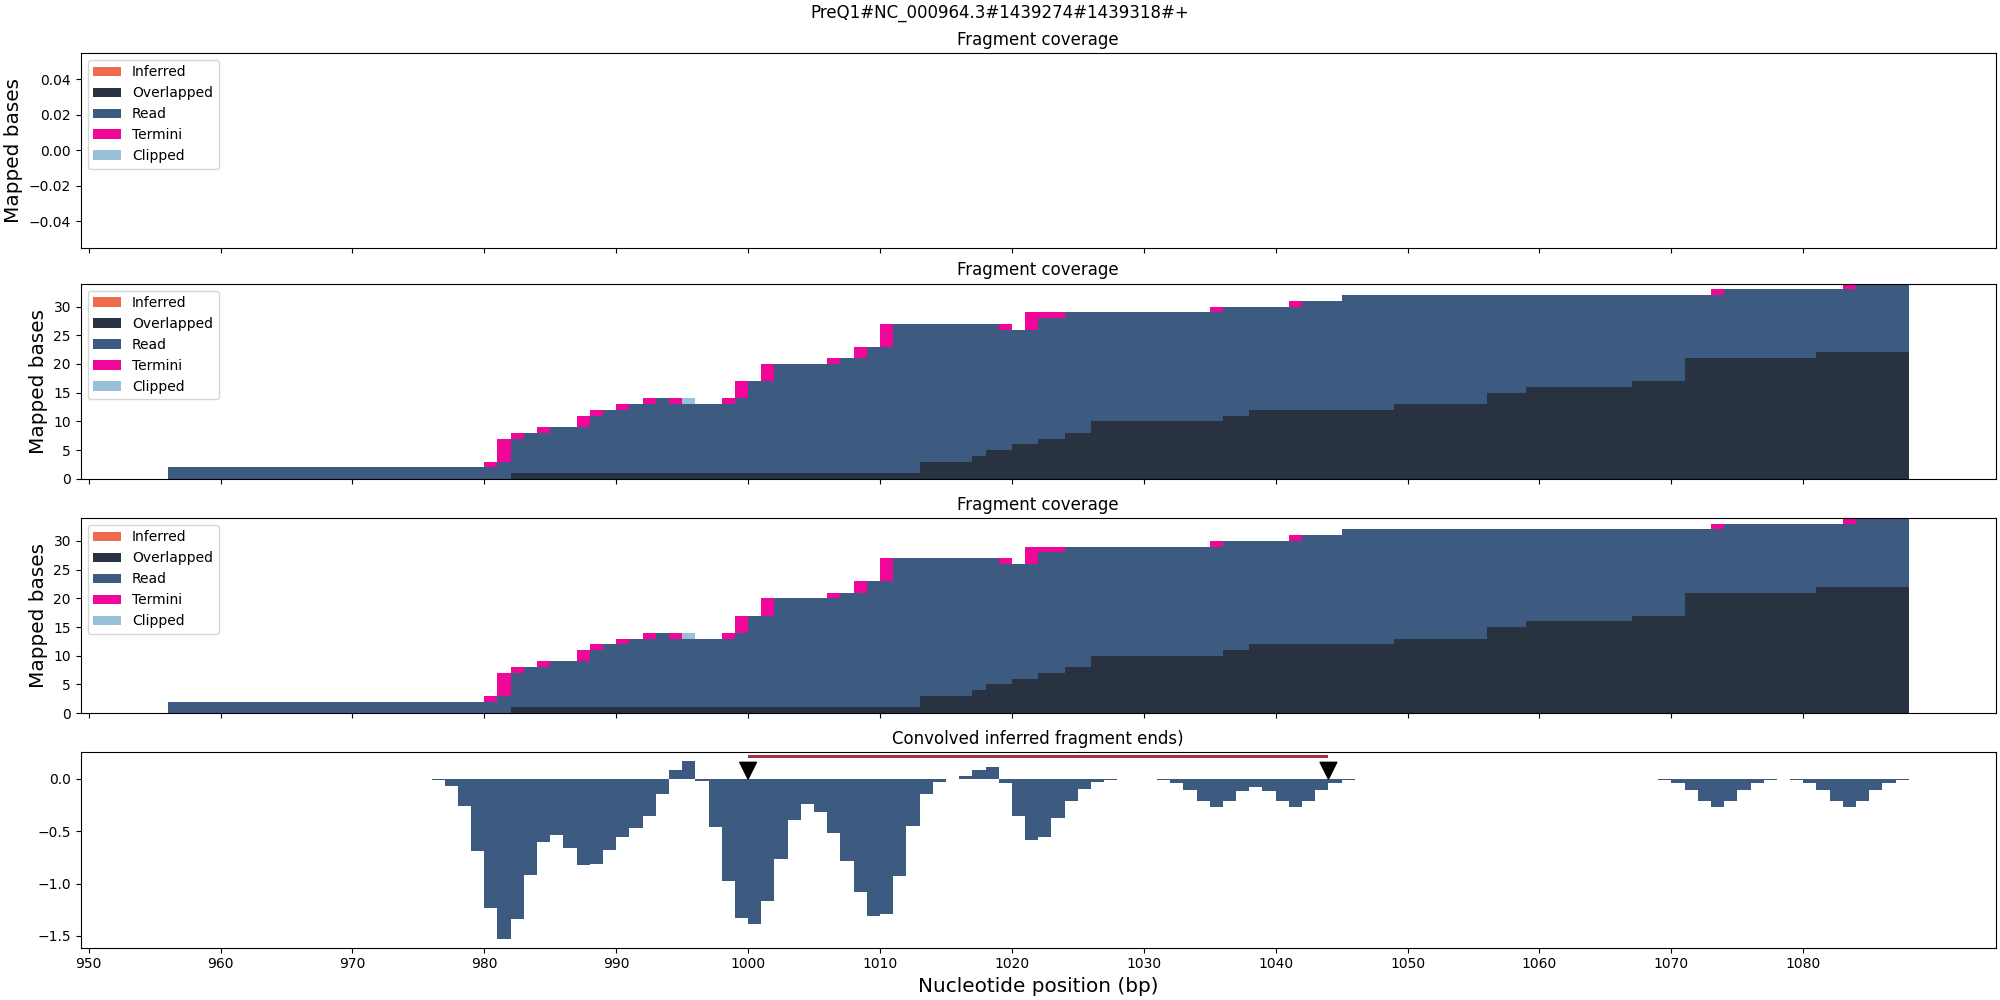 PreQ1#NC_000964.3#1439274#1439318#+
Fragment coverage
Mapped bases
0.04
0.02
0.00
−0.02
−0.04
Inferred
Overlapped
Read
Termini
Clipped
Fragment coverage
Mapped bases
30
25
20
15
10
5
0
Inferred
Overlapped
Read
Termini
Clipped
Fragment coverage
Mapped bases
30
25
20
15
10
5
0
Inferred
Overlapped
Read
Termini
Clipped
Convolved inferred fragment ends)
0.0
−0.5
−1.0
−1.5
950 960 970 980 990 1000 1010 1020 1030 1040 1050 1060 1070 1080
Nucleotide position (bp)